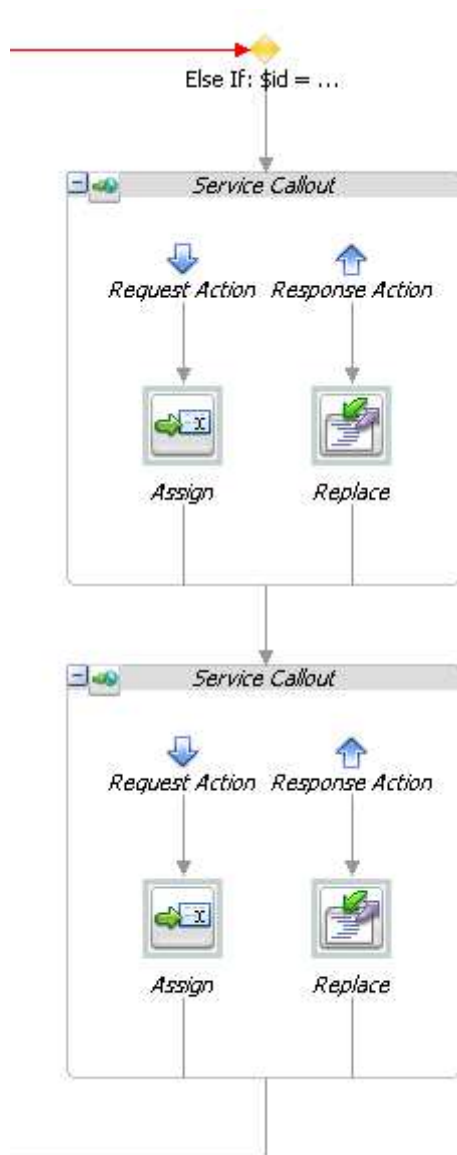 Else If: $id = ...
Service Callout
Request Action Response Action
x
Assign Replace
Service Callout
Request Action Response Action
x
Assign Replace